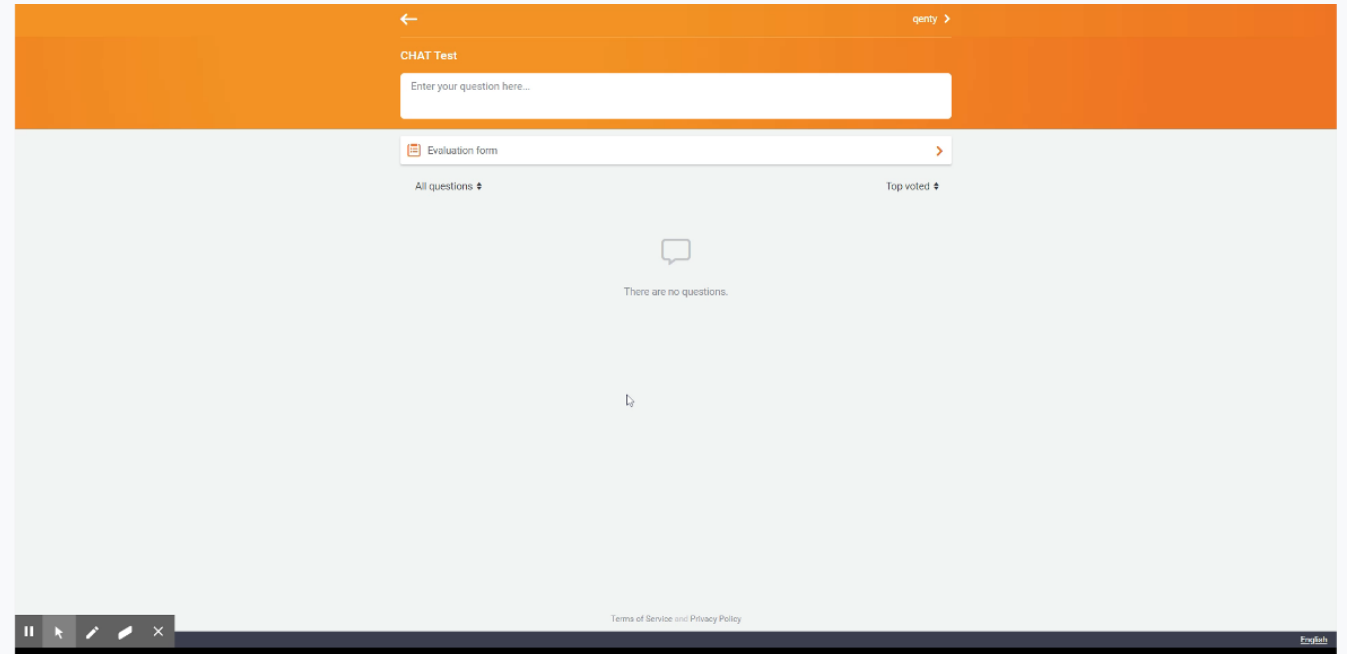 qenty
CHAT Test
Enter your question here...
Evaluation form
All questions
Top voted
There are no questions.
Terms of Service and Privacy Policy
English